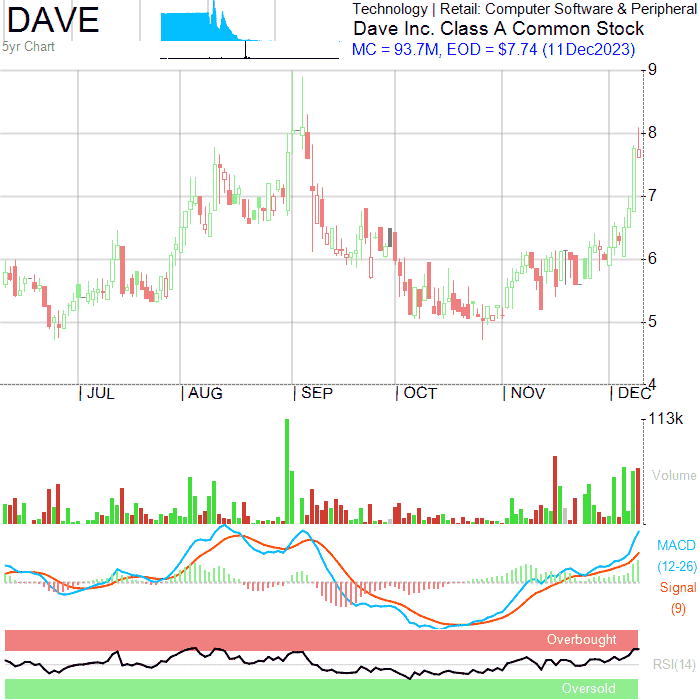 DAVE
5yr Chart
Technology | Retail: Computer Software & Peripheral
Dave Inc. Class A Common Stock
MC = 93.7M, EOD = $7.74 (11Dec2023)
9
8
7
6
5
4
JUL AUG SEP OCT NOV DEC
113k
Volume
MACD
(12-26)
Signal
(9)
Overbought
RSI(14)
Oversold